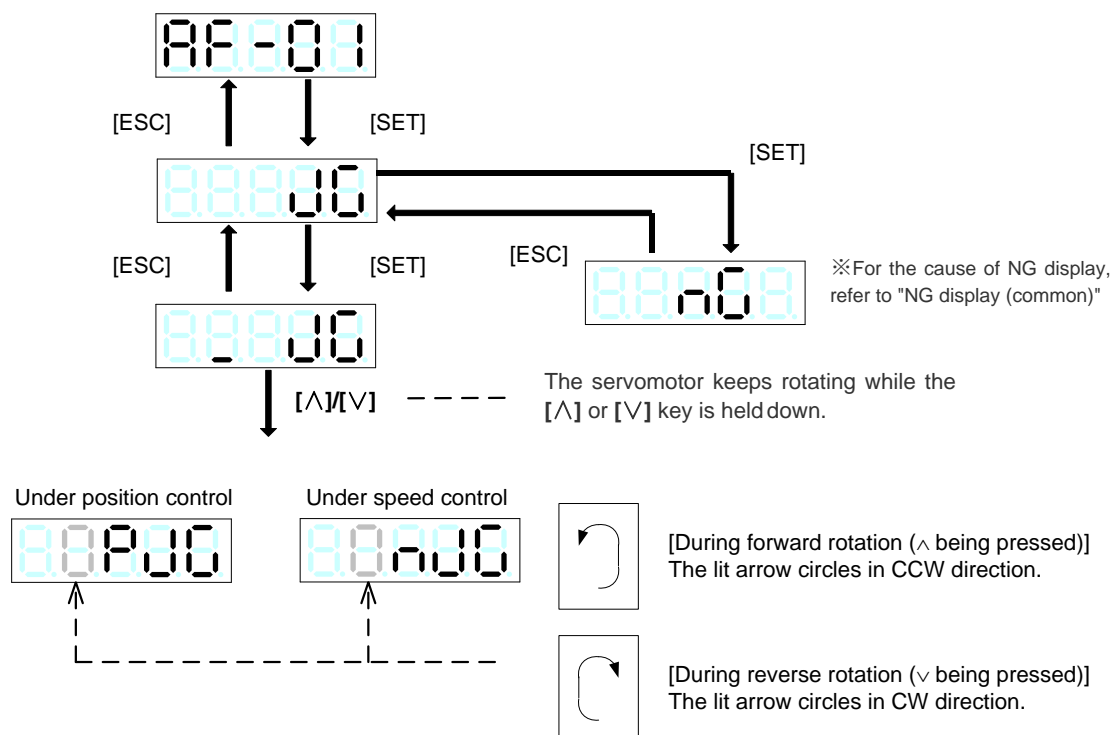 AF-01
[ESC]
[SET]
[SET]
JG
[ESC]
[SET]
[ESC]
nG
※For the cause of NG display,
refer to "NG display (common)"
_ JG
[∧]/[∨]
The servomotor keeps rotating while the
[∧] or [∨] key is held down.
Under position control
Under speed control
PJG
nJG
[During forward rotation (∧ being pressed)]
The lit arrow circles in CCW direction.
[During reverse rotation (∨ being pressed)]
The lit arrow circles in CW direction.